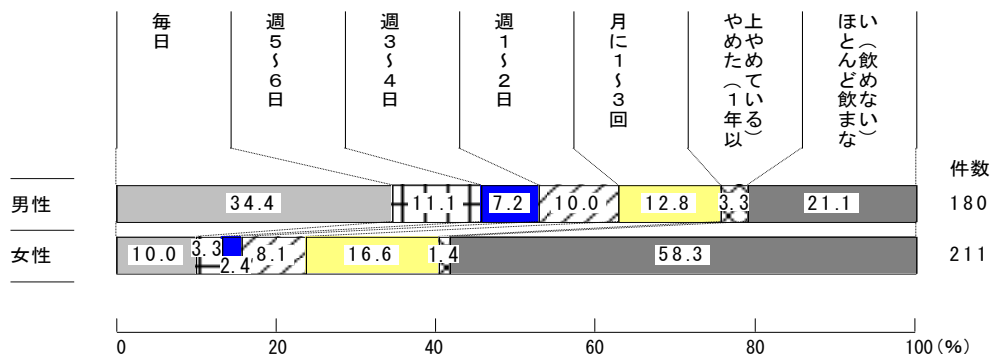 毎日
週5～6日
週3～4日
週1～2日
月に1～3回
やめた（1年以
上やめている）
ほとんど飲まな
い（飲めない）
件数
男性 34.4 11.1 7.2 10.0 12.8 3.3 21.1 180
女性 10.0 3.3 2.4 8.1 16.6 1.4 58.3 211
0 20 40 60 80 100 (%)